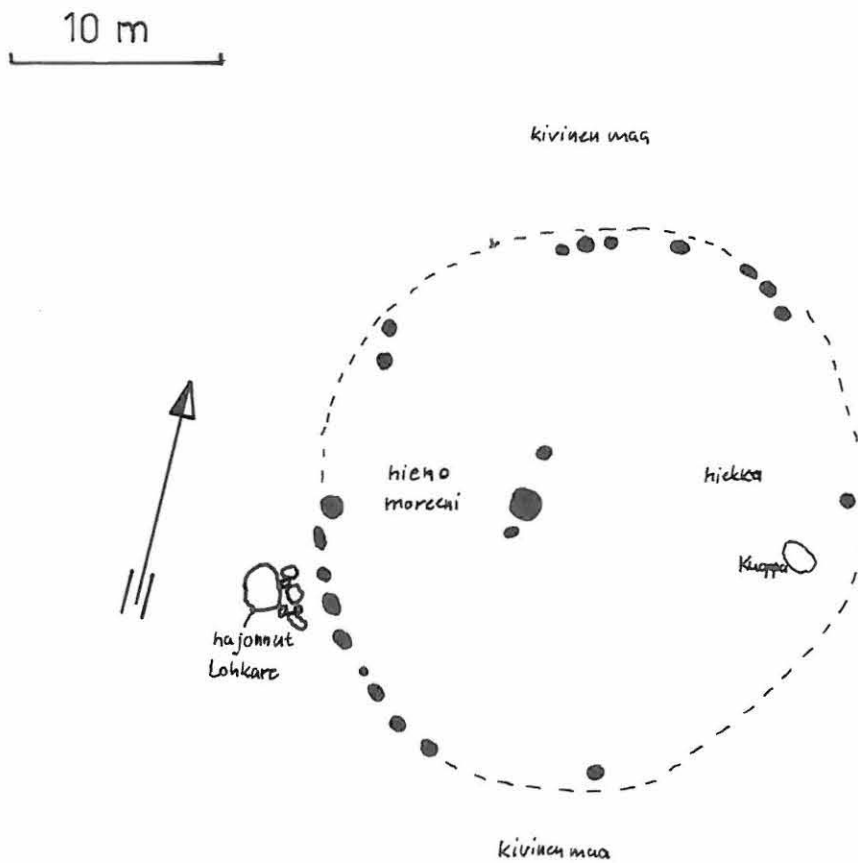 10 m
kivinen maa
hieno
moreeni
hiekka
Kuoppa
hajonnut
Lohkare
kivinen maa